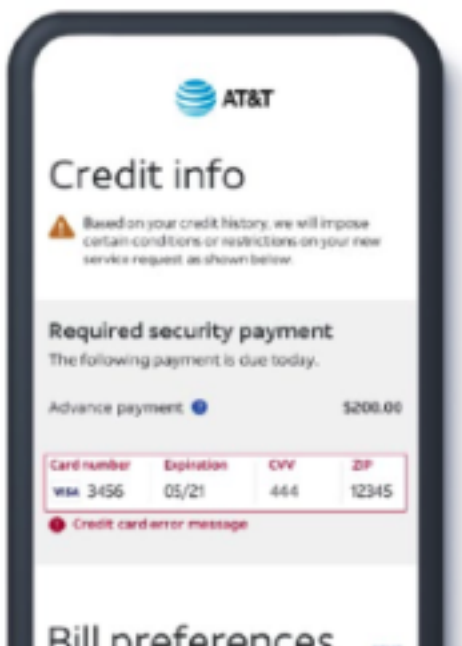 AT&T
Credit info
Based on your credit history, we will impose
certain conditions or restrictions on your new
service request as shown below.
Required security payment
The following payment is due today.
Advance payment ?
$200.00
Card number Expiration CVV ZIP
VISA 3456 05/21 444 12345
! Credit card error message
Bill preferences